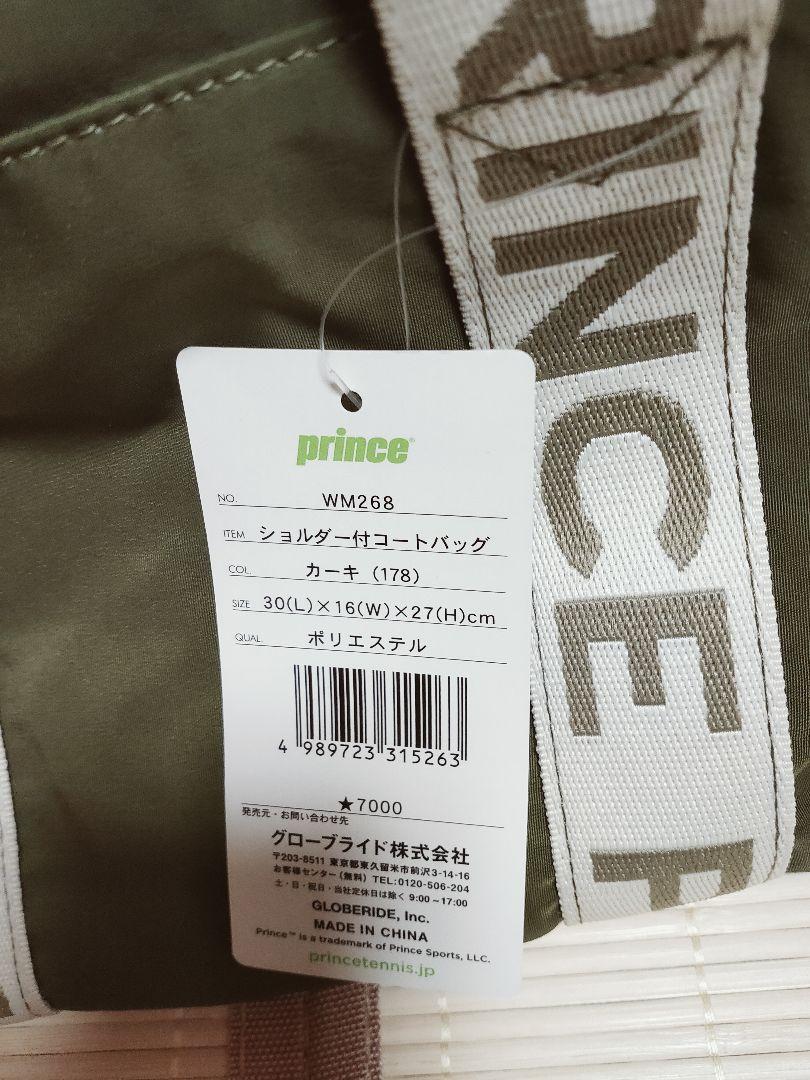 PRINCE P
prince
NO. WM268
ITEM ショルダー付コートバッグ
COL. カーキ (178)
SIZE 30(L)×16(W)×27(H)cm
QUAL. ポリエステル
4 989723 315263
★7000
発売元・お問い合わせ先
グローブライド株式会社
〒203-8511 東京都東久留米市前沢3-14-16
お客様センター(無料) TEL:0120-506-204
土・日・祝日・当社定休日は除く 9:00~17:00
GLOBERIDE, Inc.
MADE IN CHINA
Prince™ is a trademark of Prince Sports, LLC.
princetennis.jp